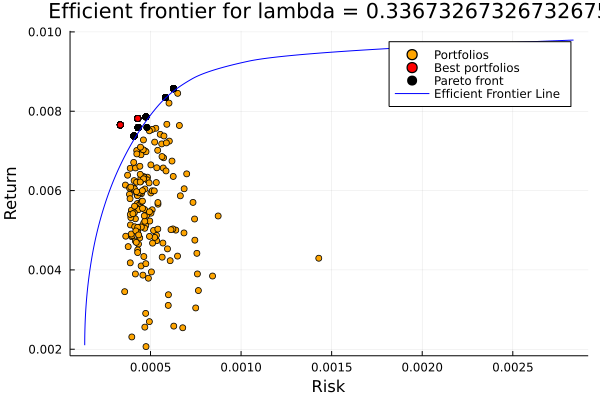 Efficient frontier for lambda = 0.336732673267326
0.010
0.008
0.006
0.004
0.002
Return
Portfolios
Best portfolios
Pareto front
Efficient Frontier Line
0.0005
0.0010
0.0015
0.0020
0.0025
Risk